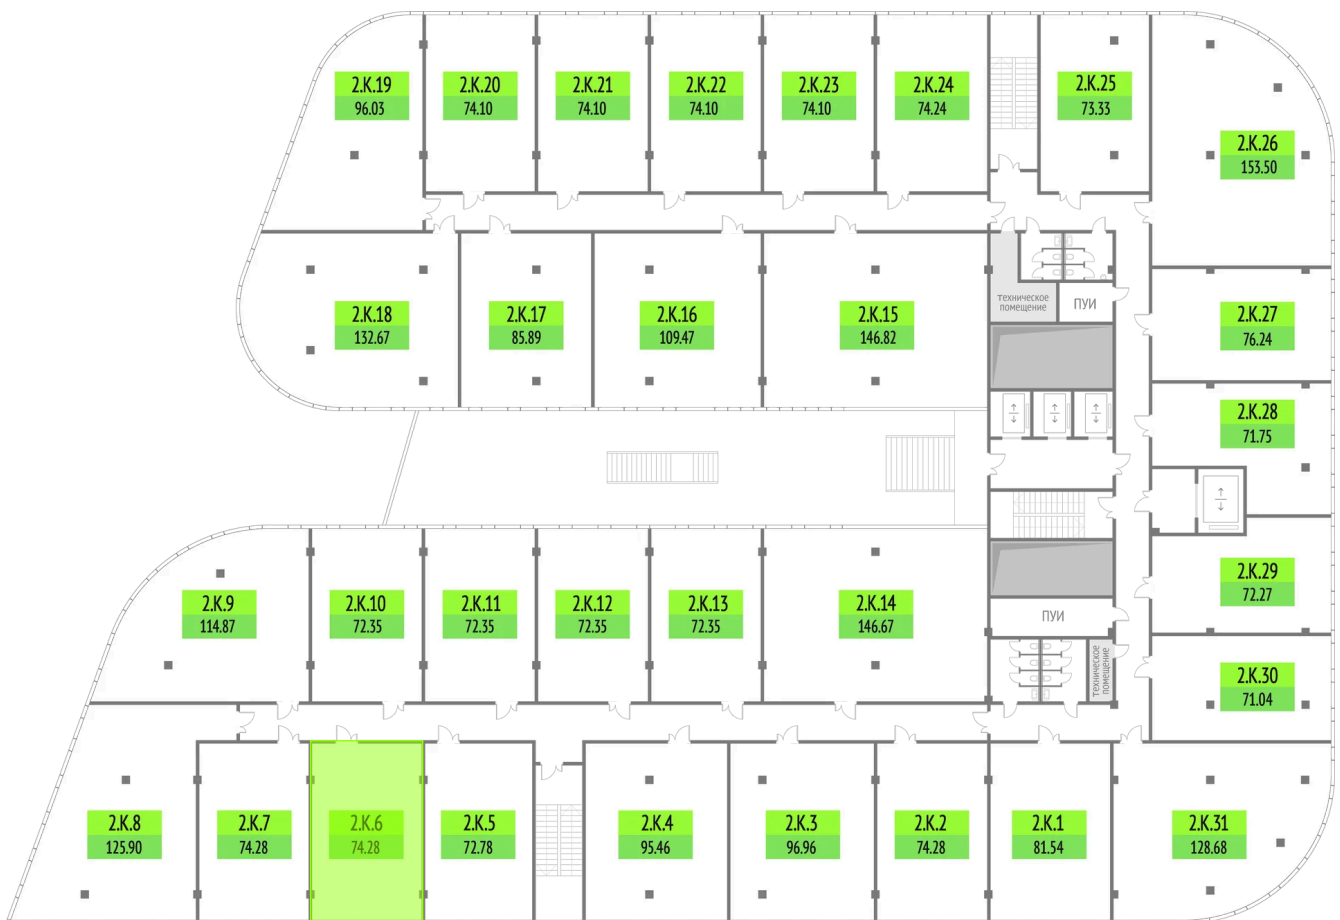 2.K.19
96.03
2.K.20
74.10
2.K.21
74.10
2.K.22
74.10
2.K.23
74.10
2.K.24
74.24
2.K.25
73.33
2.K.26
153.50
2.K.18
132.67
2.K.17
85.89
2.K.16
109.47
2.K.15
146.82
техническое
помещение
ПУИ
2.K.27
76.24
2.K.28
71.75
2.K.9
114.87
2.K.10
72.35
2.K.11
72.35
2.K.12
72.35
2.K.13
72.35
2.K.14
146.67
ПУИ
техническое
помещение
2.K.29
72.27
2.K.30
71.04
2.K.8
125.90
2.K.7
74.28
2.K.6
74.28
2.K.5
72.78
2.K.4
95.46
2.K.3
96.96
2.K.2
74.28
2.K.1
81.54
2.K.31
128.68